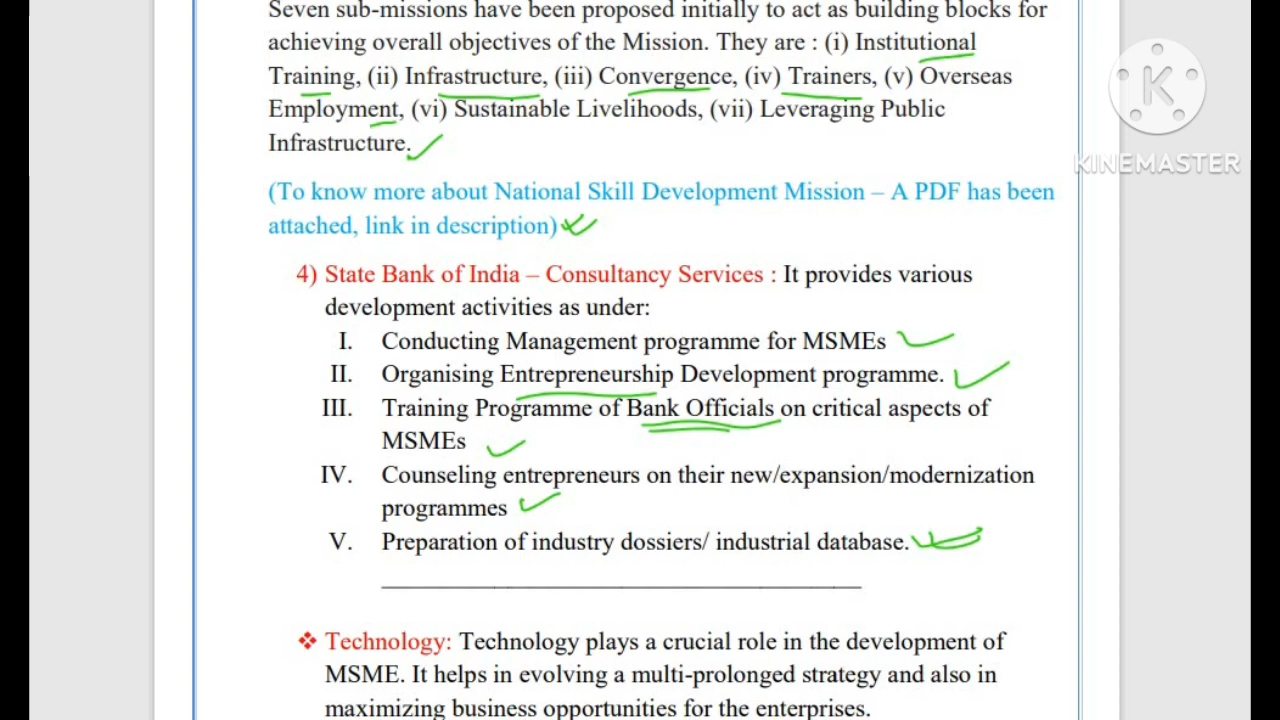 Seven sub-missions have been proposed initially to act as building blocks for
achieving overall objectives of the Mission. They are : (i) Institutional
Training, (ii) Infrastructure, (iii) Convergence, (iv) Trainers, (v) Overseas
Employment, (vi) Sustainable Livelihoods, (vii) Leveraging Public
Infrastructure.
K
KINEMASTER
(To know more about National Skill Development Mission – A PDF has been
attached, link in description)
4) State Bank of India – Consultancy Services : It provides various
development activities as under:
I. Conducting Management programme for MSMEs
II. Organising Entrepreneurship Development programme.
III. Training Programme of Bank Officials on critical aspects of
MSMEs
IV. Counseling entrepreneurs on their new/expansion/modernization
programmes
V. Preparation of industry dossiers/ industrial database.
❖ Technology: Technology plays a crucial role in the development of
MSME. It helps in evolving a multi-prolonged strategy and also in
maximizing business opportunities for the enterprises.